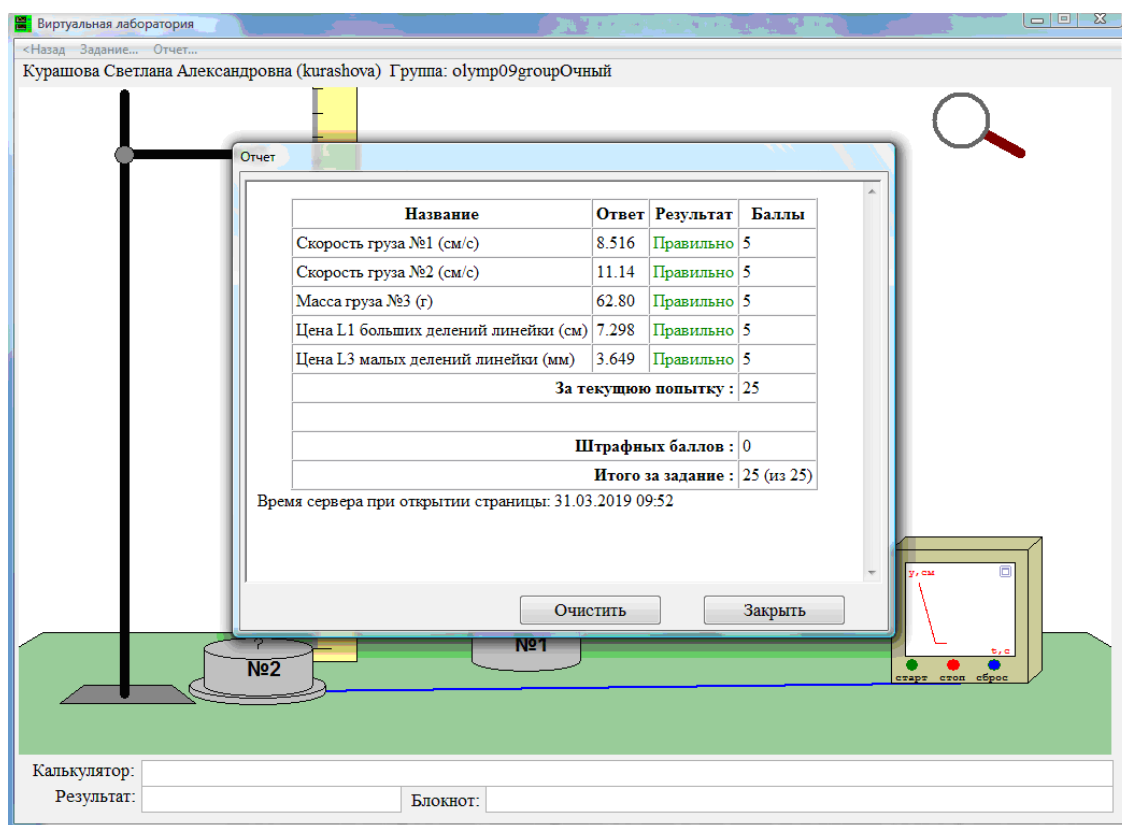 Виртуальная лаборатория
<Назад Задание... Отчет...
Курашова Светлана Александровна (kurashova) Группа: olymp09groupОчный
Отчет
Название Ответ Результат Баллы
Скорость груза №1 (см/с) 8.516 Правильно 5
Скорость груза №2 (см/с) 11.14 Правильно 5
Масса груза №3 (г) 62.80 Правильно 5
Цена L1 больших делений линейки (см) 7.298 Правильно 5
Цена L3 малых делений линейки (мм) 3.649 Правильно 5
За текущую попытку : 25
Штрафных баллов : 0
Итого за задание : 25 (из 25)
Время сервера при открытии страницы: 31.03.2019 09:52
Очистить Закрыть
y,см
t,с
старт стоп сброс
?
№2
№1
Калькулятор:
Результат: Блокнот: